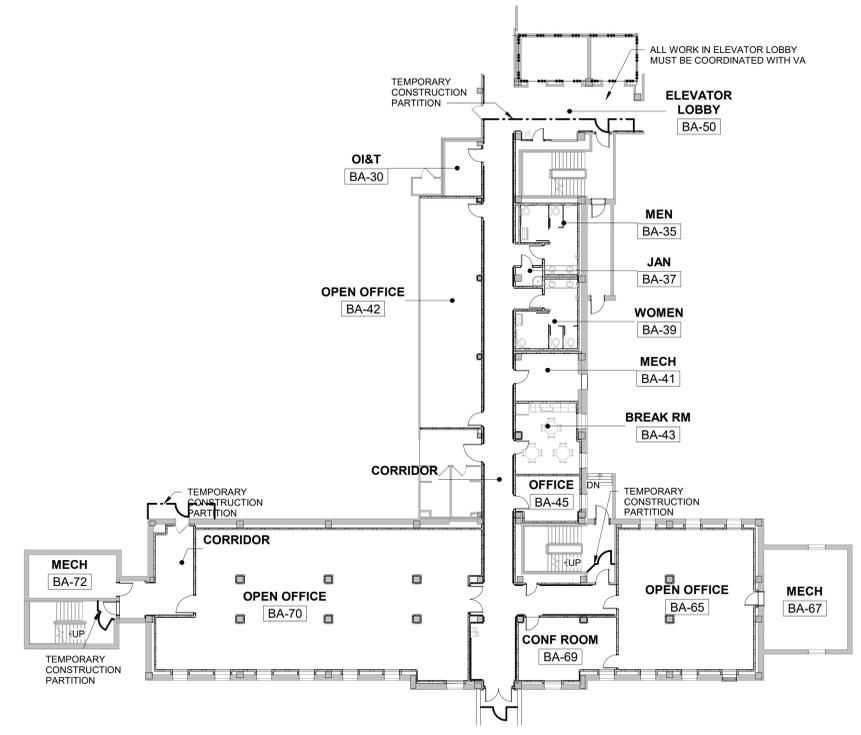 ALL WORK IN ELEVATOR LOBBY
MUST BE COORDINATED WITH VA
TEMPORARY
CONSTRUCTION
PARTITION
ELEVATOR
LOBBY
BA-50
OI&T
BA-30
MEN
BA-35
JAN
BA-37
OPEN OFFICE
BA-42
WOMEN
BA-39
MECH
BA-41
BREAK RM
BA-43
CORRIDOR
OFFICE
BA-45
DN
TEMPORARY
CONSTRUCTION
PARTITION
TEMPORARY
CONSTRUCTION
PARTITION
CORRIDOR
UP
MECH
BA-72
OPEN OFFICE
BA-70
OPEN OFFICE
BA-65
MECH
BA-67
UP
CONF ROOM
BA-69
TEMPORARY
CONSTRUCTION
PARTITION